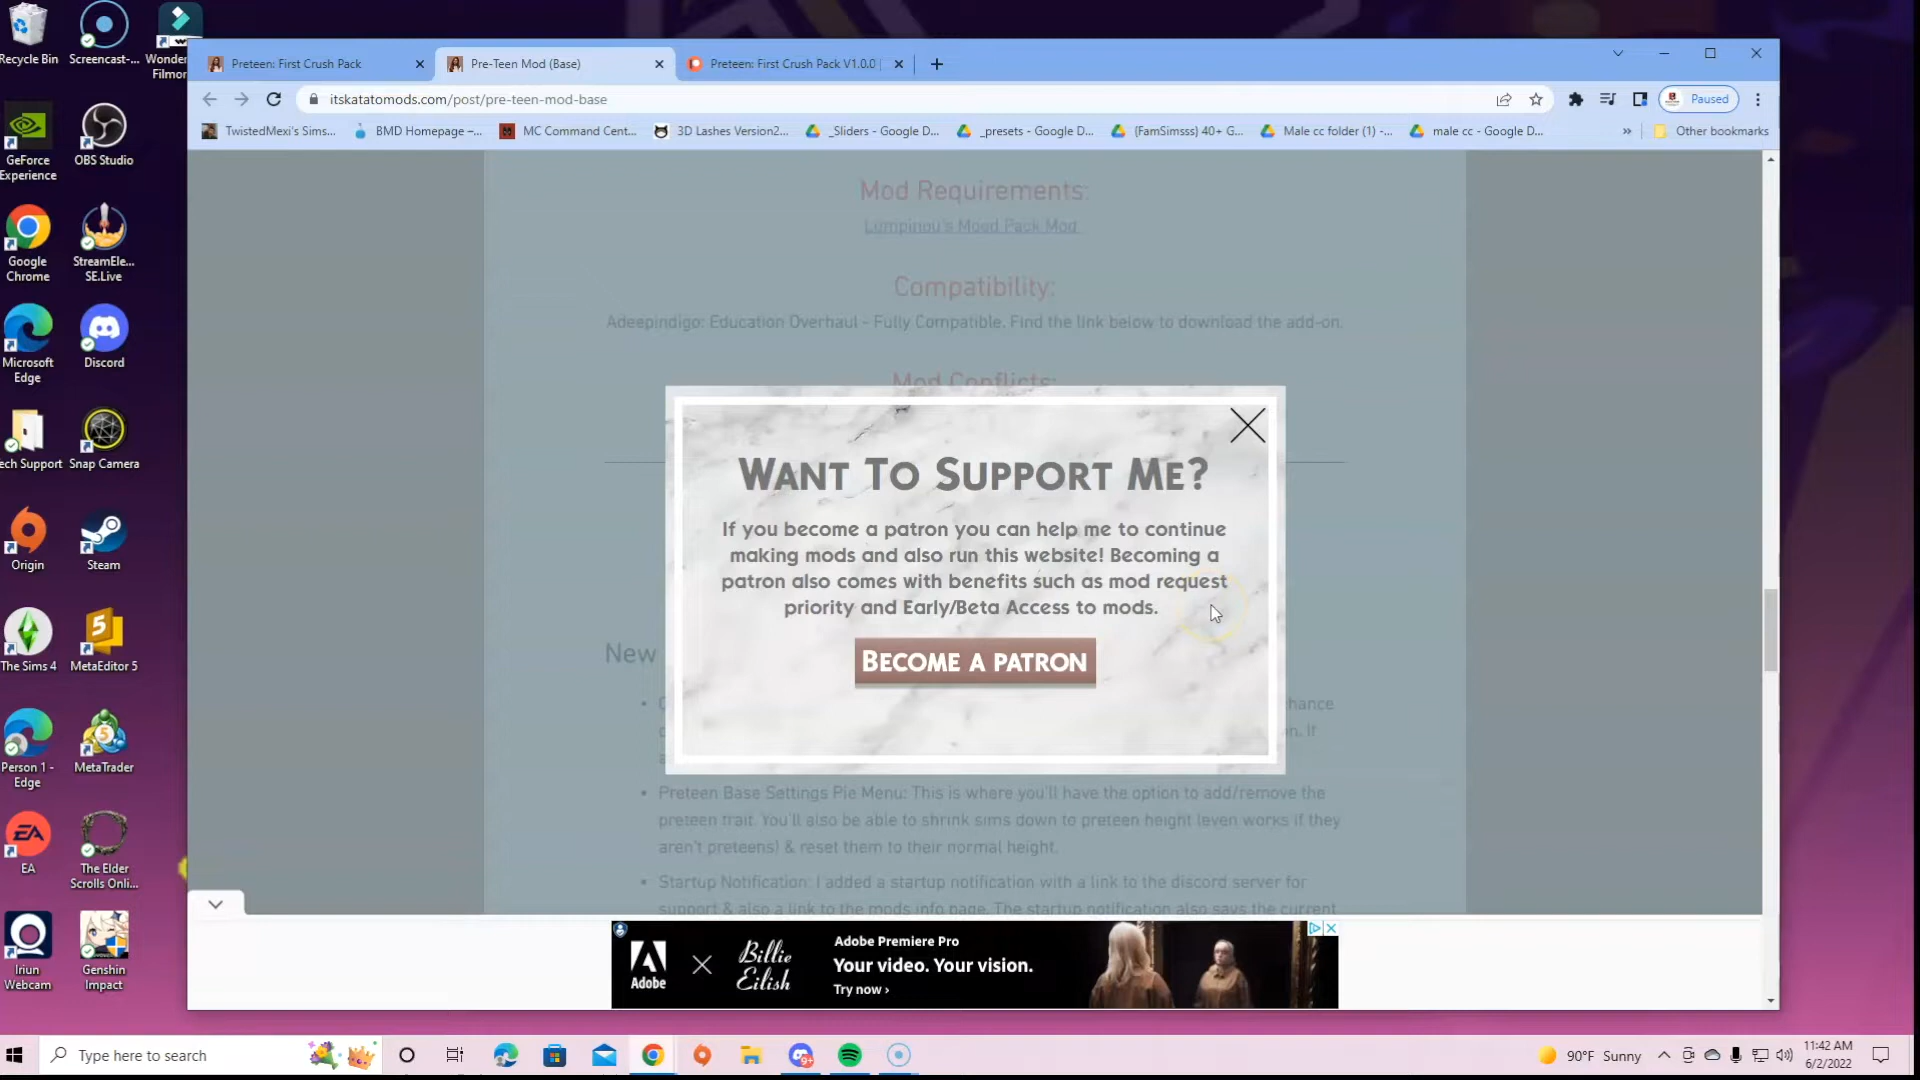 Recycle Bin
Screencast-...
Wonder
Filmor
Preteen: First Crush Pack
Pre-Teen Mod (Base)
Preteen: First Crush Pack V1.0.0
itskatatomods.com/post/pre-teen-mod-base
Paused
TwistedMexi's Sims...
BMD Homepage –...
MC Command Cent...
3D Lashes Version2...
_Sliders - Google D...
_presets - Google D...
{FamSimsss} 40+ G...
Male cc folder (1) -...
male cc - Google D...
»
Other bookmarks
GeForce
Experience
OBS Studio
Google
Chrome
StreamEle...
SE.Live
Microsoft
Edge
Discord
ech Support
Snap Camera
Origin
Steam
The Sims 4
MetaEditor 5
Person 1 -
Edge
MetaTrader
EA
The Elder
Scrolls Onli...
Iriun
Webcam
Genshin
Impact
Mod Requirements:
Lumpinou's Mood Pack Mod
Compatibility:
Adeepindigo: Education Overhaul - Fully Compatible. Find the link below to download the add-on.
Mod Conflicts:
WANT TO SUPPORT ME?
If you become a patron you can help me to continue
making mods and also run this website! Becoming a
patron also comes with benefits such as mod request
priority and Early/Beta Access to mods.
BECOME A PATRON
New
hance
n. If
• Preteen Base Settings Pie Menu: This is where you'll have the option to add/remove the
preteen trait. You'll also be able to shrink sims down to preteen height (even works if they
aren't preteens) & reset them to their normal height.
• Startup Notification: I added a startup notification with a link to the discord server for
support & also a link to the mods info page. The startup notification also says the current
Adobe
Billie
Eilish
Adobe Premiere Pro
Your video. Your vision.
Try now ›
Type here to search
9+
90°F Sunny
11:42 AM
6/2/2022